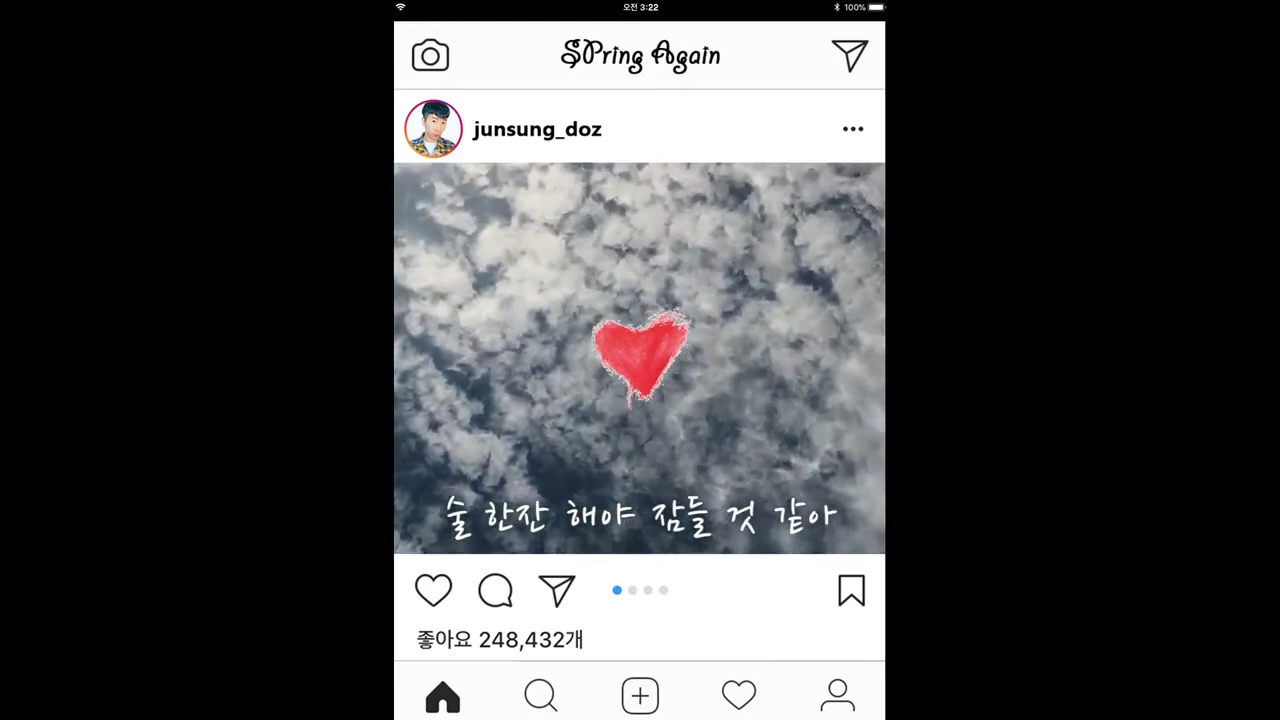 오전 3:22
100%
SPring Again
junsung_doz
술 한잔 해야 잠들 것 같아
좋아요 248,432개